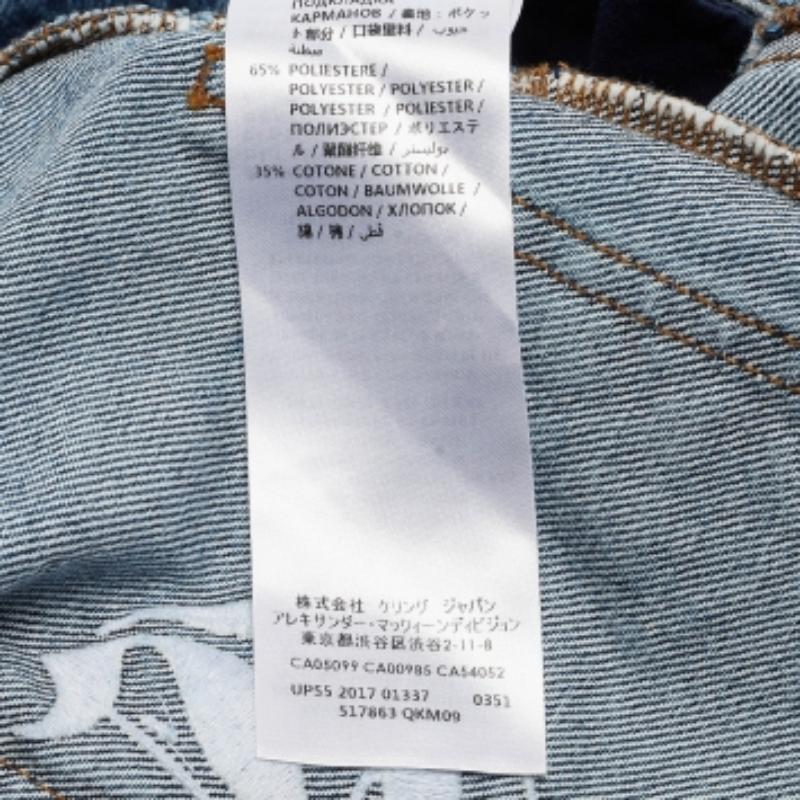 ПОДКЛАДКА
КАРМАНОВ / 裏地:ポケッ
ト部分 / 口袋里料 / جيوب
مبطنة
65% POLIESTERE /
POLYESTER / POLYESTER /
POLYESTER / POLIESTER /
ПОЛИЭСТЕР / ポリエステ
ル / 聚酯纤维 / بوليستر
35% COTONE / COTTON /
COTON / BAUMWOLLE /
ALGODON / ХЛОПОК /
綿 / 棉 / قطن
株式会社 ケリング ジャパン
アレキサンダー・マックィーンディビジョン
東京都渋谷区渋谷2-11-8
CA05099 CA00985 CA54052
UPS5 2017 01337 0351
517863 QKM09